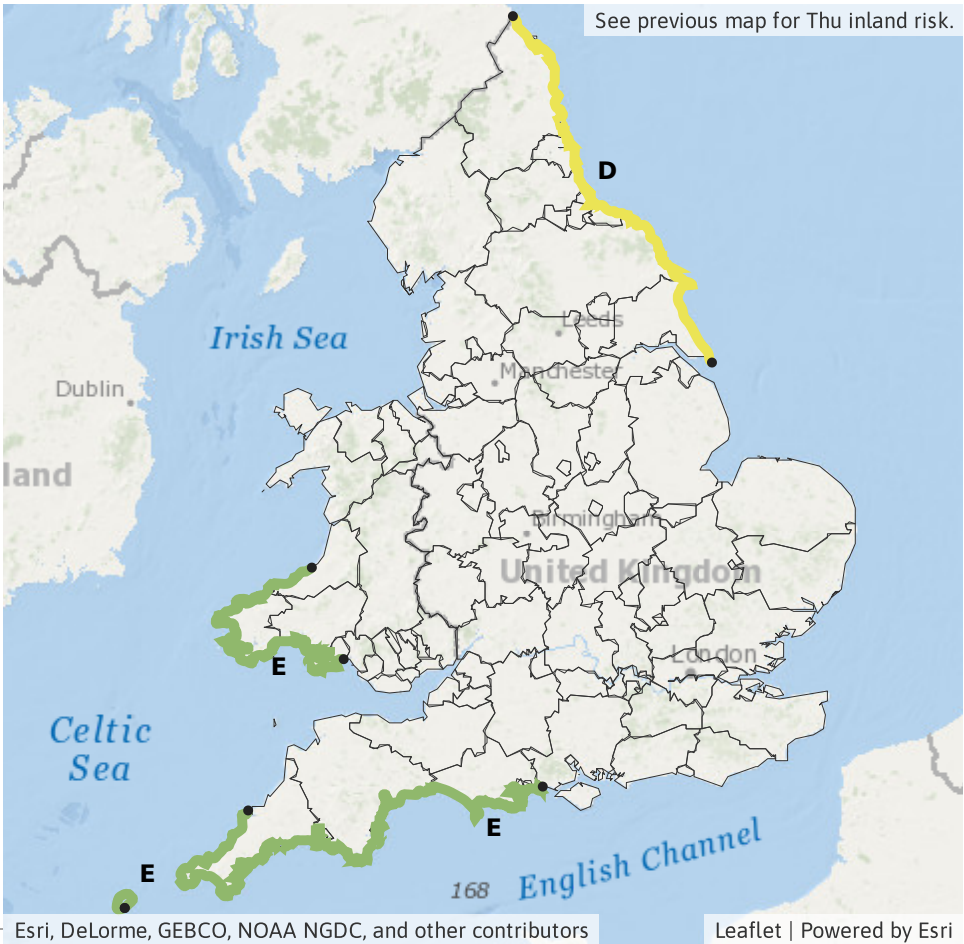 See previous map for Thu inland risk.
D
Irish Sea
Leeds
Manchester
Dublin
land
Birmingham
United Kingdom
London
E
Celtic
Sea
E
English Channel
E
168
Esri, DeLorme, GEBCO, NOAA NGDC, and other contributors
Leaflet | Powered by Esri